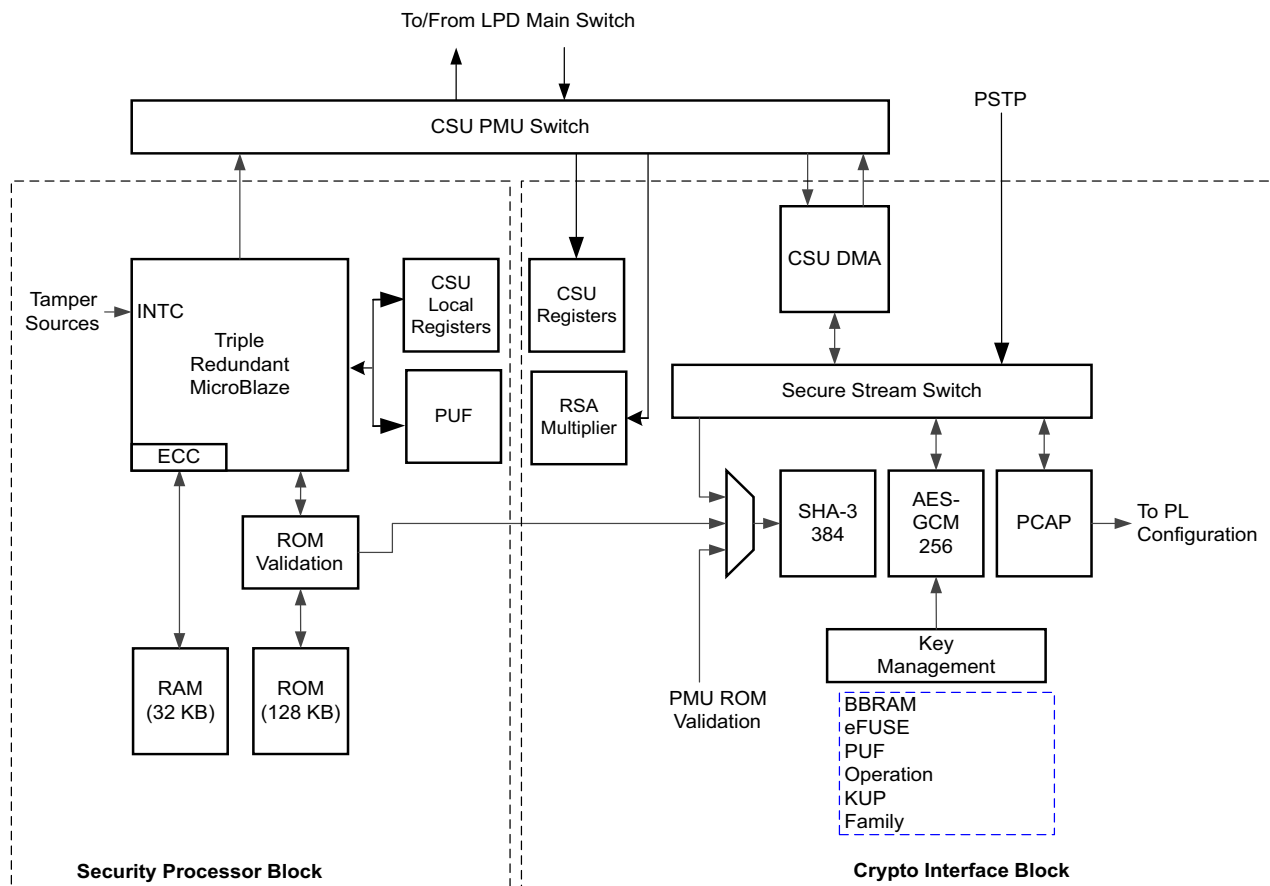 To/From LPD Main Switch
CSU PMU Switch
PSTP
Tamper
Sources
INTC
Triple
Redundant
MicroBlaze
ECC
CSU
Local
Registers
PUF
ROM
Validation
RAM
(32 KB)
ROM
(128 KB)
Security Processor Block
CSU
Registers
RSA
Multiplier
CSU DMA
Secure Stream Switch
SHA-3
384
AES-
GCM
256
PCAP
To PL
Configuration
Key
Management
PMU ROM
Validation
BBRAM
eFUSE
PUF
Operation
KUP
Family
Crypto Interface Block